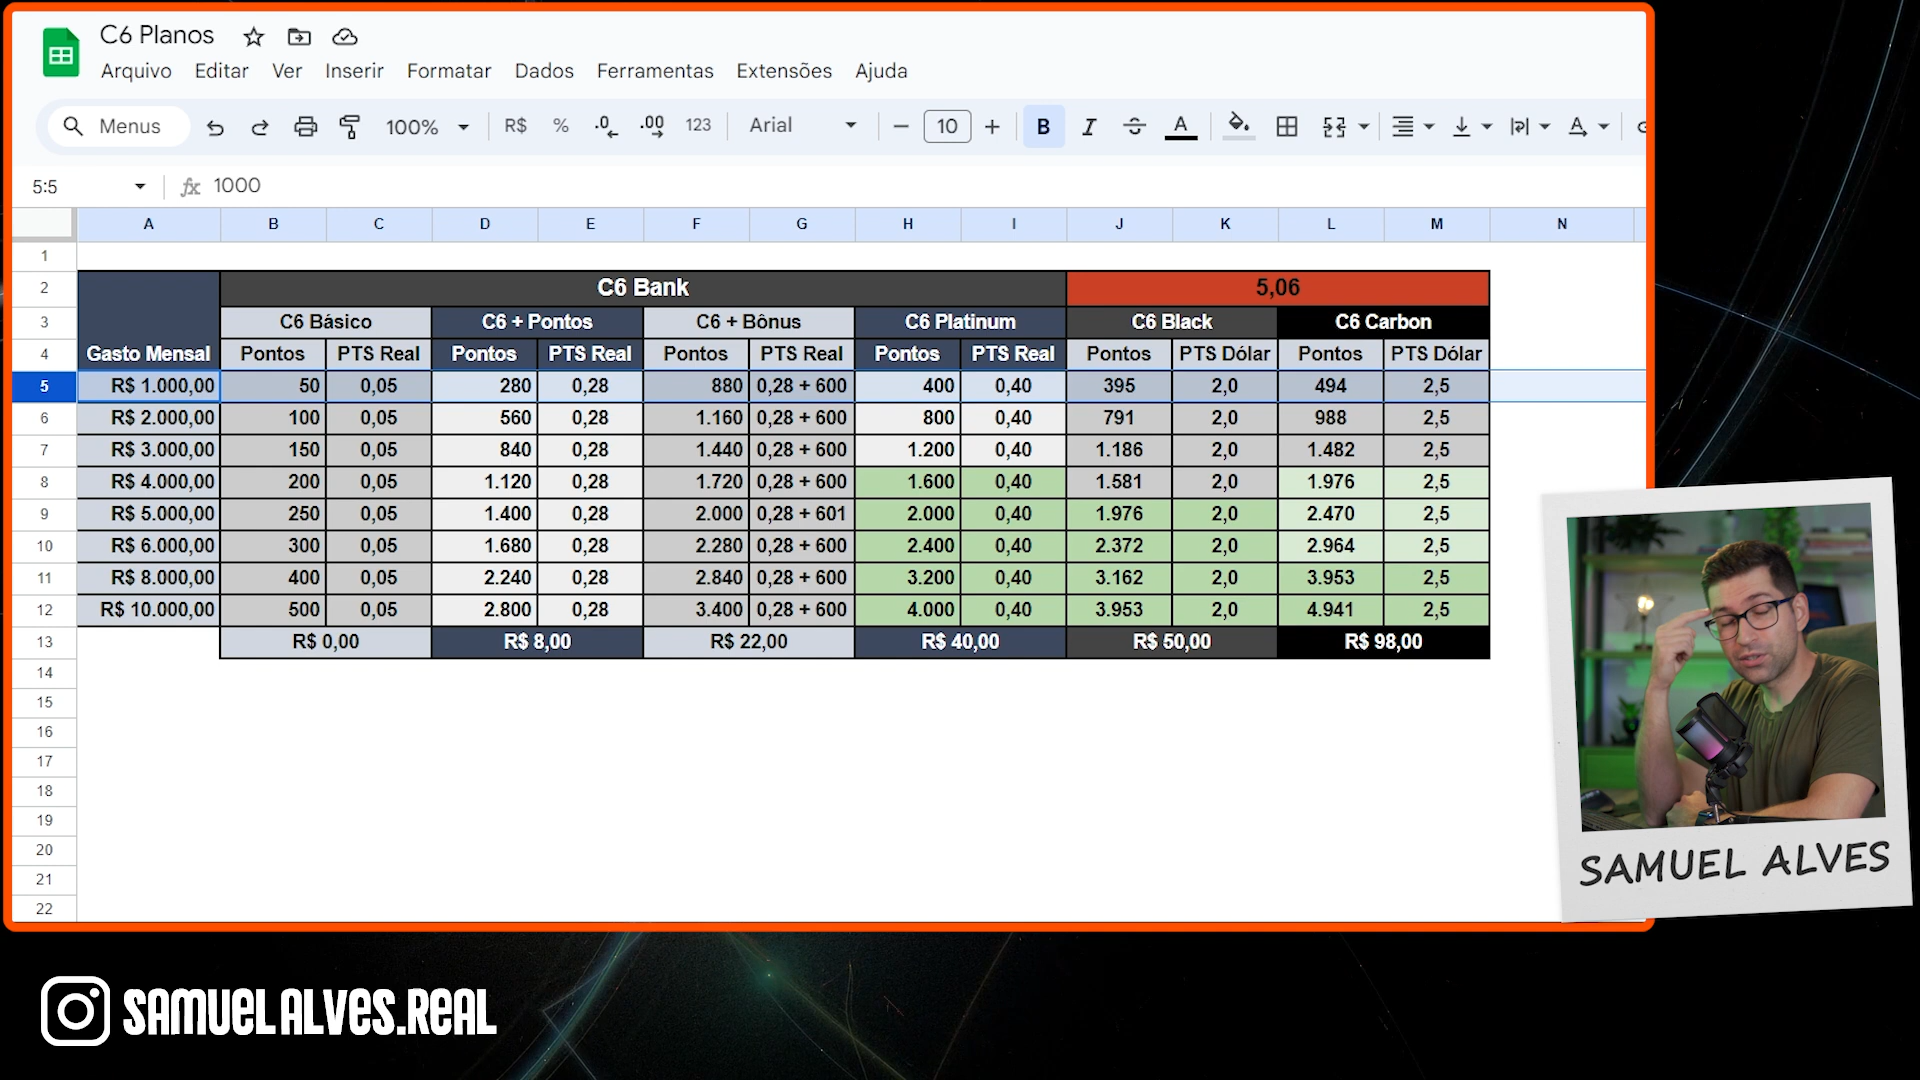 C6 Planos
Arquivo Editar Ver Inserir Formatar Dados Ferramentas Extensões Ajuda
Menus 100% R$ % .0 .00 123 Arial 10 B I A A
5:5 fx 1000
A B C D E F G H I J K L M N
1
2 C6 Bank 5,06
3 C6 Básico C6 + Pontos C6 + Bônus C6 Platinum C6 Black C6 Carbon
4 Gasto Mensal Pontos PTS Real Pontos PTS Real Pontos PTS Real Pontos PTS Real Pontos PTS Dólar Pontos PTS Dólar
5 R$ 1.000,00 50 0,05 280 0,28 880 0,28 + 600 400 0,40 395 2,0 494 2,5
6 R$ 2.000,00 100 0,05 560 0,28 1.160 0,28 + 600 800 0,40 791 2,0 988 2,5
7 R$ 3.000,00 150 0,05 840 0,28 1.440 0,28 + 600 1.200 0,40 1.186 2,0 1.482 2,5
8 R$ 4.000,00 200 0,05 1.120 0,28 1.720 0,28 + 600 1.600 0,40 1.581 2,0 1.976 2,5
9 R$ 5.000,00 250 0,05 1.400 0,28 2.000 0,28 + 601 2.000 0,40 1.976 2,0 2.470 2,5
10 R$ 6.000,00 300 0,05 1.680 0,28 2.280 0,28 + 600 2.400 0,40 2.372 2,0 2.964 2,5
11 R$ 8.000,00 400 0,05 2.240 0,28 2.840 0,28 + 600 3.200 0,40 3.162 2,0 3.953 2,5
12 R$ 10.000,00 500 0,05 2.800 0,28 3.400 0,28 + 600 4.000 0,40 3.953 2,0 4.941 2,5
13 R$ 0,00 R$ 8,00 R$ 22,00 R$ 40,00 R$ 50,00 R$ 98,00
14
15
16
17
18
19
20
21
22
SAMUEL ALVES
SAMUELALVES.REAL